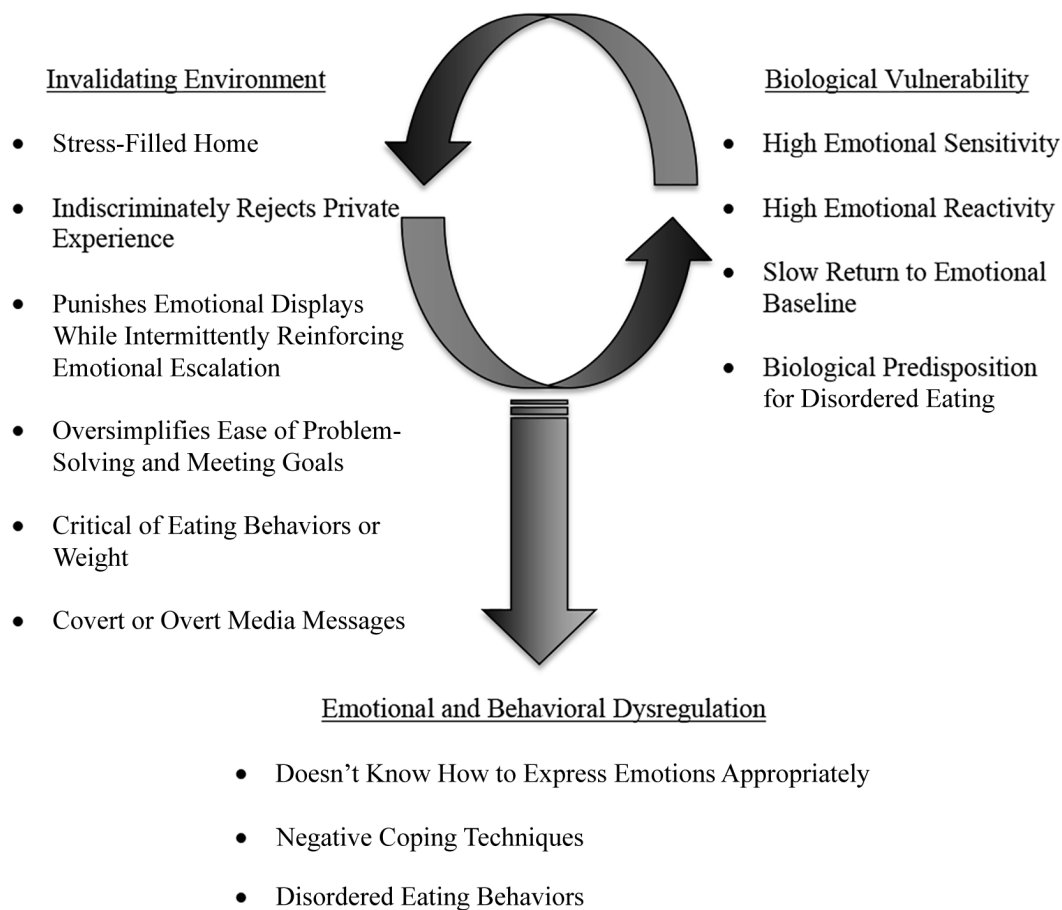 Invalidating Environment
• Stress-Filled Home
• Indiscriminately Rejects Private
Experience
• Punishes Emotional Displays
While Intermittently Reinforcing
Emotional Escalation
• Oversimplifies Ease of Problem-
Solving and Meeting Goals
• Critical of Eating Behaviors or
Weight
• Covert or Overt Media Messages
Biological Vulnerability
• High Emotional Sensitivity
• High Emotional Reactivity
• Slow Return to Emotional
Baseline
• Biological Predisposition
for Disordered Eating
Emotional and Behavioral Dysregulation
• Doesn’t Know How to Express Emotions Appropriately
• Negative Coping Techniques
• Disordered Eating Behaviors